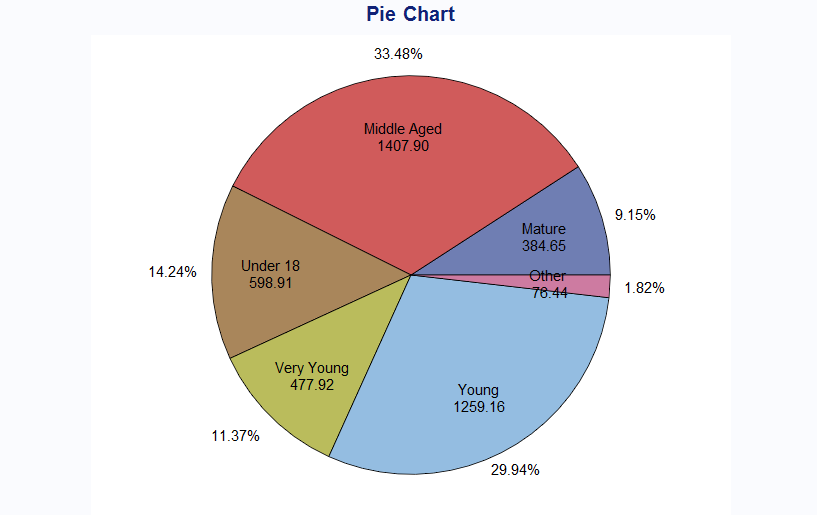 Pie Chart
33.48%
Middle Aged
1407.90
9.15%
Mature
384.65
14.24%
Under 18
598.91
Other
76.44
1.82%
Very Young
477.92
Young
1259.16
11.37%
29.94%